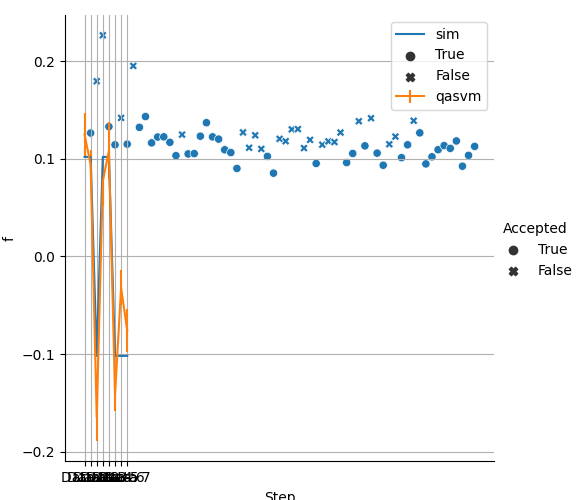 sim
True
False
qasvm
0.2
0.1
0.0
−0.1
−0.2
f
Accepted
True
False
Step